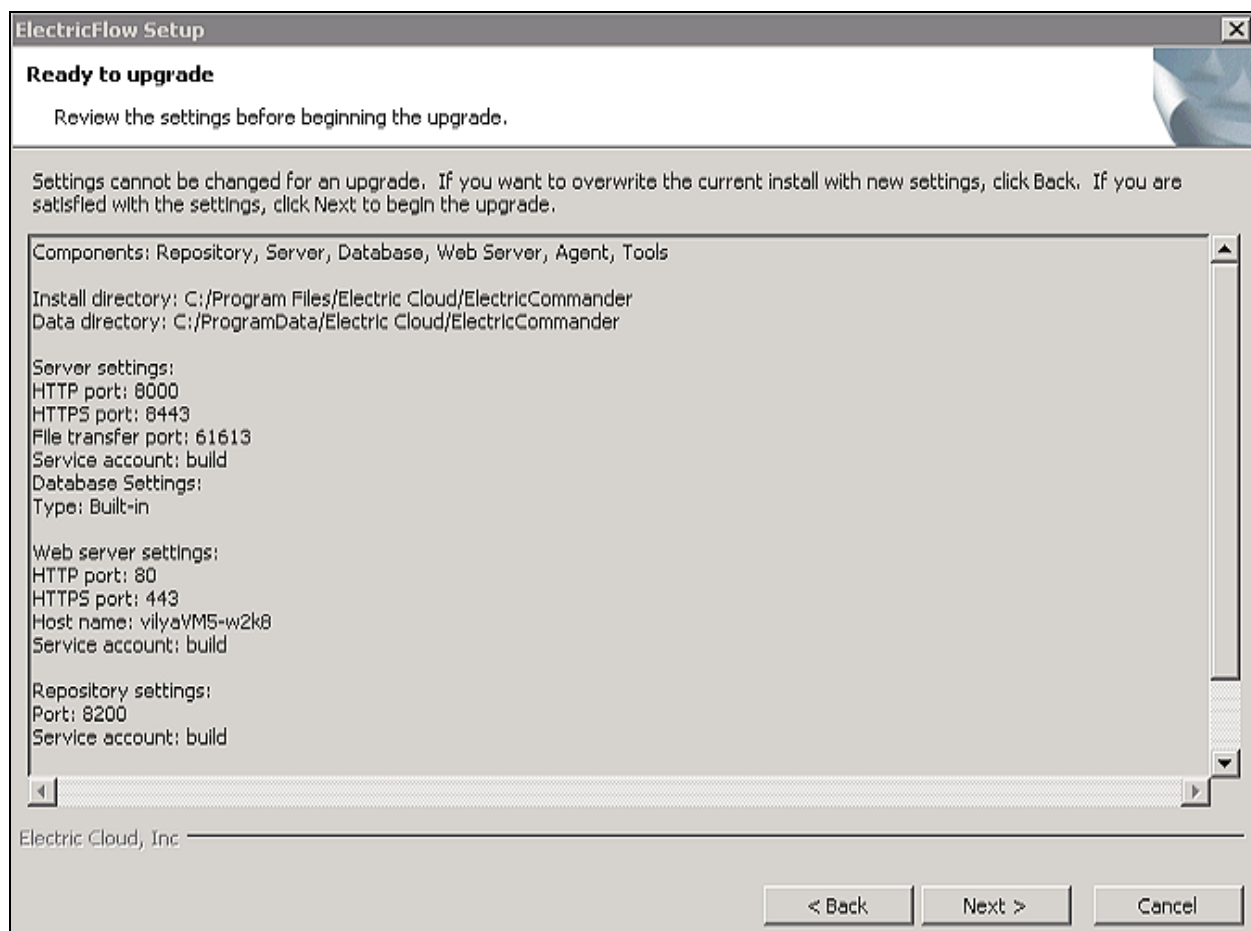 ElectricFlow Setup
Ready to upgrade
Review the settings before beginning the upgrade.
Settings cannot be changed for an upgrade.  If you want to overwrite the current install with new settings, click Back.  If you are
satisfied with the settings, click Next to begin the upgrade.
Components: Repository, Server, Database, Web Server, Agent, Tools
Install directory: C:/Program Files/Electric Cloud/ElectricCommander
Data directory: C:/ProgramData/Electric Cloud/ElectricCommander
Server settings:
HTTP port: 8000
HTTPS port: 8443
File transfer port: 61613
Service account: build
Database Settings:
Type: Built-in
Web server settings:
HTTP port: 80
HTTPS port: 443
Host name: vilyaVM5-w2k8
Service account: build
Repository settings:
Port: 8200
Service account: build
Electric Cloud, Inc
< Back
Next >
Cancel